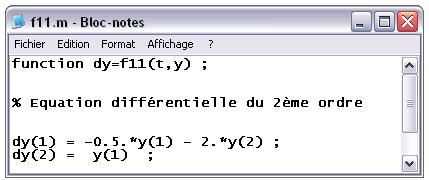 f11.m - Bloc-notes
Fichier Edition Format Affichage ?
function dy=f11(t,y) ;
% Equation différentielle du 2ème ordre
dy(1) = -0.5.*y(1) - 2.*y(2) ;
dy(2) =  y(1)  ;